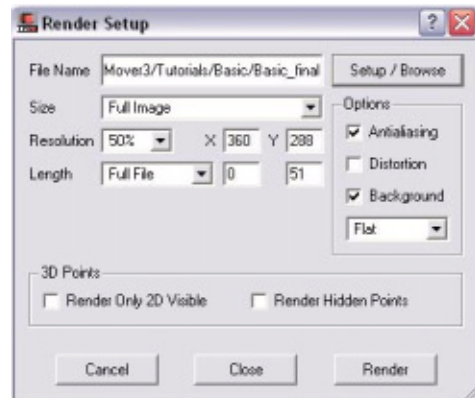 Render Setup
File Name Mover3/Tutorials/Basic/Basic_final Setup / Browse
Size Full Image Options
Resolution 50% X 360 Y 288 Antialiasing
Length Full File 0 51 Distortion
Background
Flat
3D Points
Render Only 2D Visible Render Hidden Points
Cancel Close Render